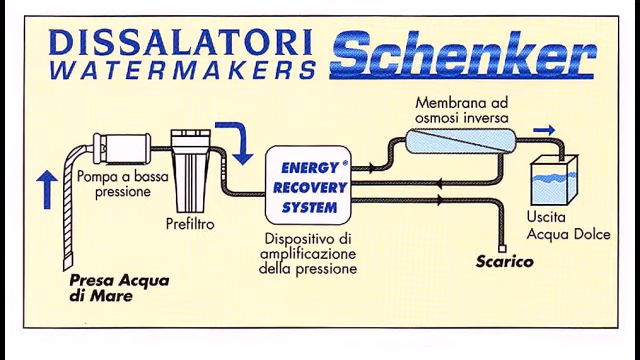 DISSALATORI
WATERMAKERS
Schenker
Membrana ad
osmosi inversa
Pompa a bassa
pressione
Prefiltro
ENERGY®
RECOVERY
SYSTEM
Dispositivo di
amplificazione
della pressione
Uscita
Acqua Dolce
Scarico
Presa Acqua
di Mare